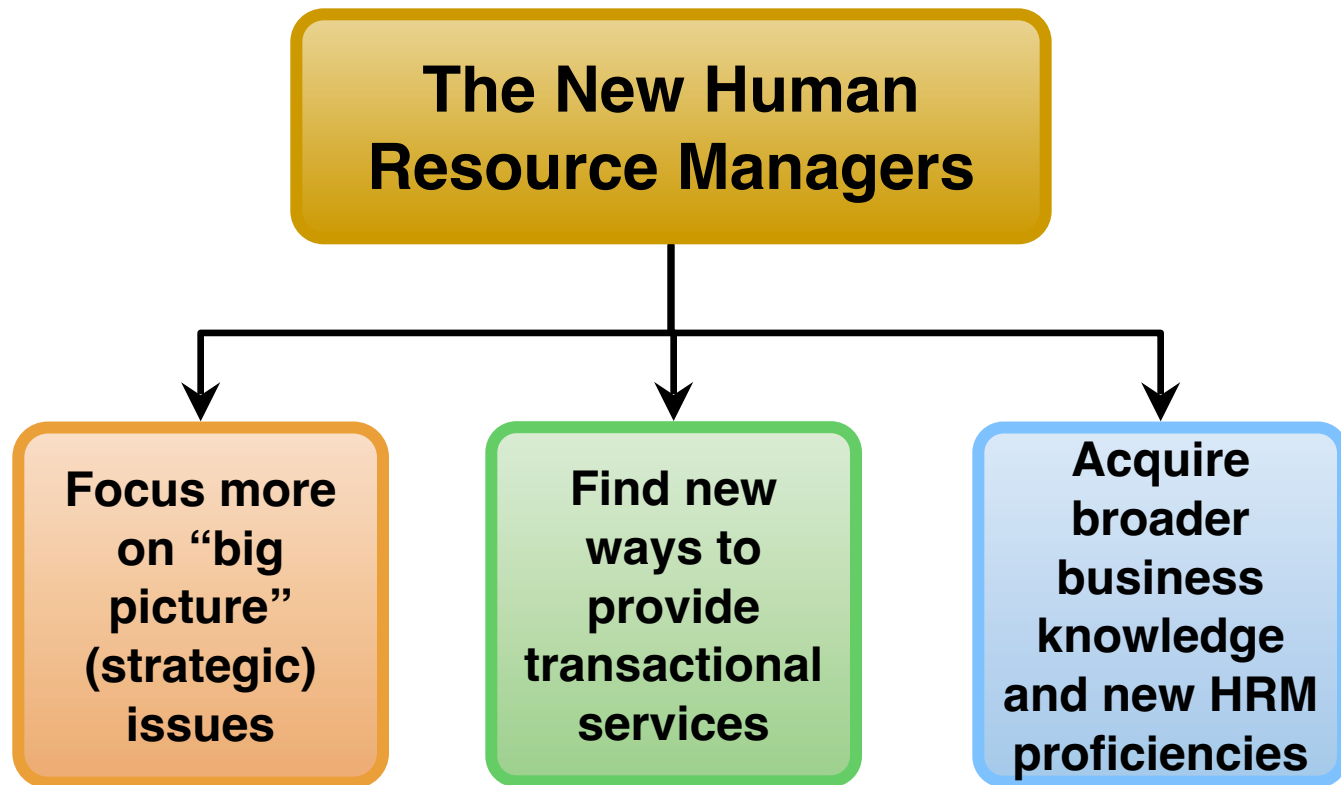 The New Human
Resource Managers
Focus more
on “big
picture”
(strategic)
issues
Find new
ways to
provide
transactional
services
Acquire
broader
business
knowledge
and new HRM
proficiencies